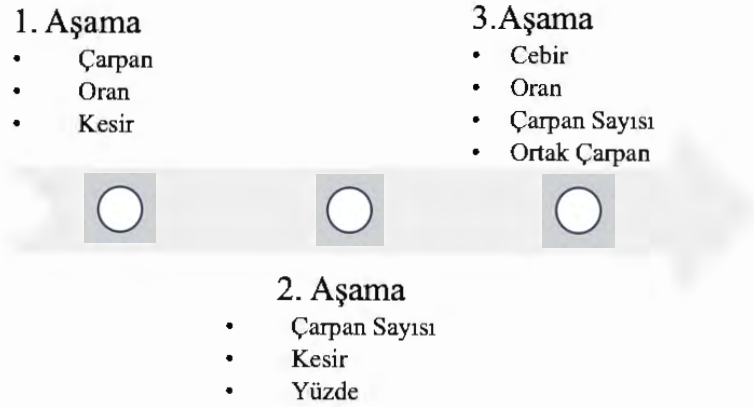 1. Aşama
• Çarpan
• Oran
• Kesir
3.Aşama
• Cebir
• Oran
• Çarpan Sayısı
• Ortak Çarpan
2. Aşama
• Çarpan Sayısı
• Kesir
• Yüzde